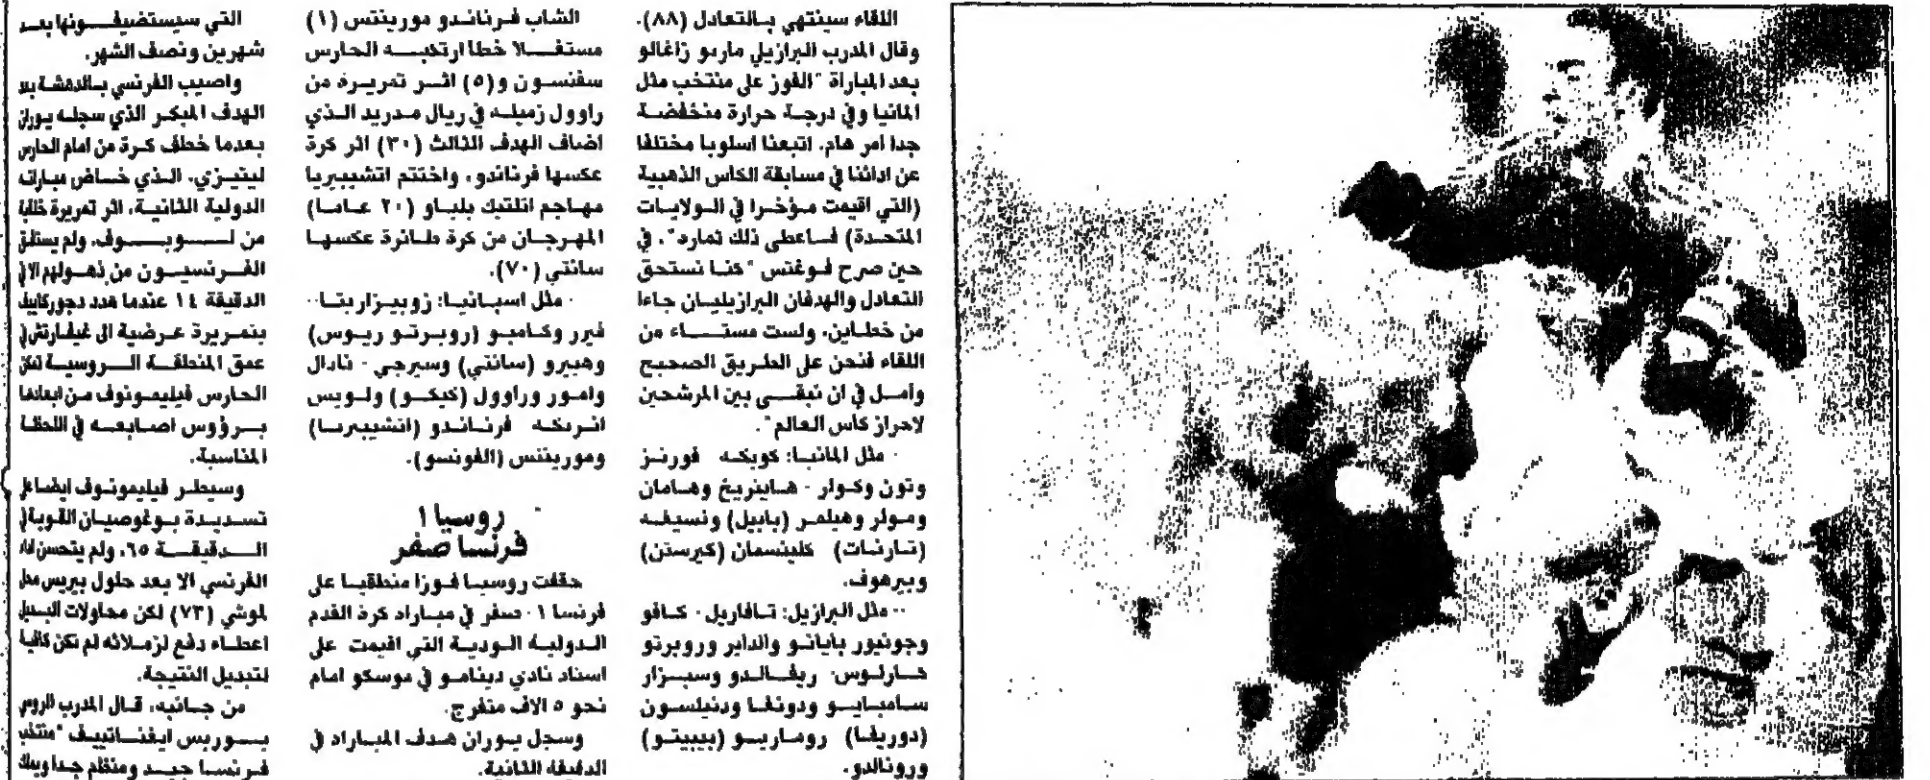 اللقاء سينتهي بالتعادل (٨٨).
وقال المدرب البرازيلي ماريو زاغالو
بعد المباراة "الفوز على منتخب مثل
المانيا وفي درجة حرارة منخفضة
جدا امر هام. اتبعنا اسلوبا مختلفا
عن ادائنا في مسابقة الكاس الذهبية
(التي اقيمت مؤخرا في الولايات
المتحدة) فاعطى ذلك ثماره". في
حين صرح فوغتس "كنا نستحق
التعادل والهدفان البرازيليان جاءا
من خطاين، ولست مستاء من
اللقاء فنحن على الطريق الصحيح
وأمل في ان نبقى بين المرشحين
لاحراز كأس العالم".
· مثل المانيا: كوبكه فورنز
وتون وكولر - هاينريخ وهامان
ومولر وهيلمر (بابيل) ونسيغه
(تارنات) كلينسمان (كيرستن)
وبيرهوف.
·· مثل البرازيل: تافاريل - كافو
وجونيور بايانو والداير وروبرتو
كارلوس - ريفالدو وسيزار
سامبايو ودونغا ودنيلسون
(دوريفا) روماريو (بيبيتو)
ورونالدو.
الشاب فرناندو مورينتس (١)
مستغلا خطا ارتكبه الحارس
سفنسون و(٥) اثر تمريرة من
راوول زميله في ريال مدريد الذي
اضاف الهدف الثالث (٣٠) اثر كرة
عكسها فرناندو، واختتم اتشيبيريا
مهاجم اتلتيك بلباو (٢٠ عاما)
المهرجان من كرة طائرة عكسها
سانتي (٧٠).
· مثل اسبانيا: زوبيزاريتا··
فيرر وكامبو (روبرتو ريوس)
وهييرو (سانتي) وسيرجي - نادال
وامور وراوول (كيكو) ولويس
انريكه فرناندو (اتشيبيريا)
ومورينتس (الفونسو).
روسيا ١
فرنسا صفر
حققت روسيا فوزا منطقيا على
فرنسا ١ - صفر في مباراة كرة القدم
الدولية الودية التي اقيمت على
استاد نادي دينامو في موسكو امام
نحو ٥ الاف متفرج.
وسجل يوران هدف المباراة في
الدقيقة الثانية.
التي سيستضيفونها بعد
شهرين ونصف الشهر.
واصيب الفرنسي بالدهشة
الهدف المبكر الذي سجله يوران
بعدما خطف كرة من امام الحارس
ليتيزي، الذي خاض مباراته
الدولية الثانية، اثر تمريرة خلفية
من لوبوف، ولم يستفق
الفرنسيون من ذهولهم الا في
الدقيقة ١٤ عندما هدد دجوركاييف
بتمريرة عرضية الى غيفارتش في
عمق المنطقة الروسية تمكن
الحارس فيليمونوف من ابعادها
برؤوس اصابعه في اللحظة
المناسبة.
وسيطر فيليمونوف ايضا على
تسديدة بوغوصيان القوية في
الدقيقة ٦٥، ولم يتحسن اداء
الفرنسي الا بعد حلول بيريس محل
لموشي (٧٣) لكن محاولات البديل
اعطاء دفع لزملائه لم تكن كافية
لتبديل النتيجة.
من جانبه، قال المدرب الروسي
بوريس ايغناتييف "منتخب
فرنسا جيد ومنظم جدا